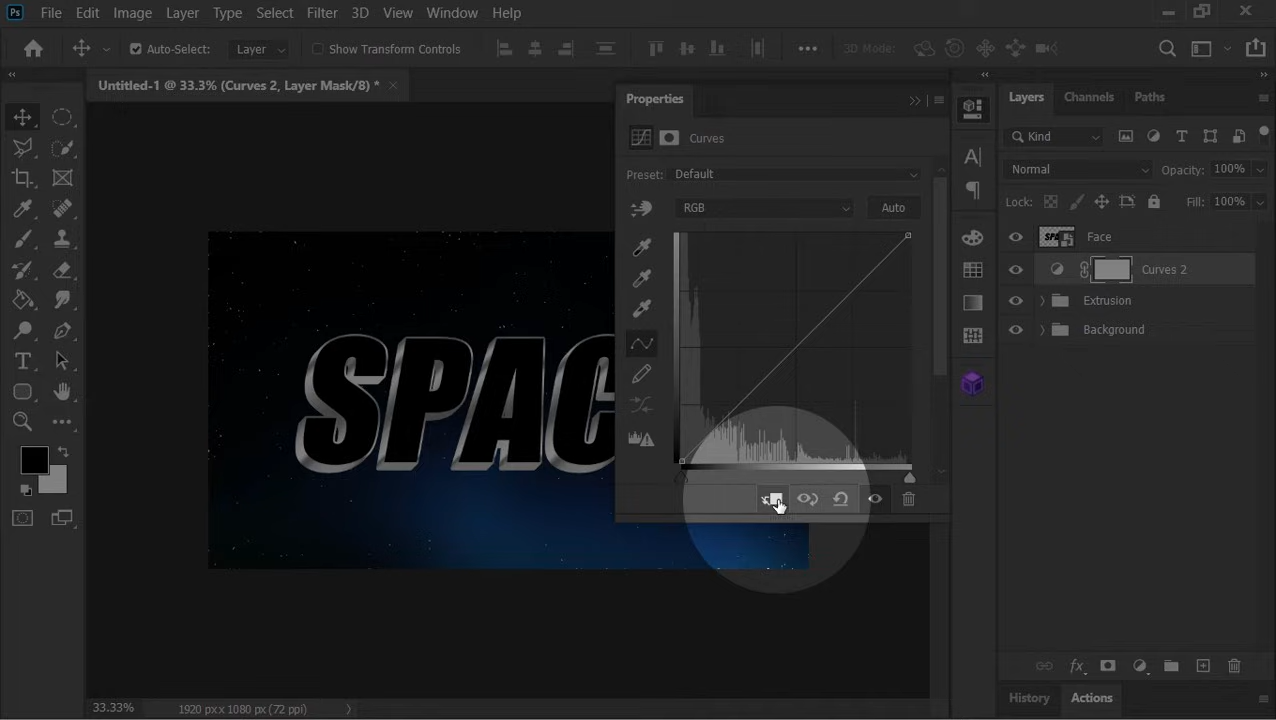 Ps File Edit Image Layer Type Select Filter 3D View Window Help
Auto-Select: Layer Show Transform Controls 3D Mode:
Untitled-1 @ 33.3% (Curves 2, Layer Mask/8) *
Properties
Curves
Preset: Default
RGB Auto
SPAC
Layers Channels Paths
Kind
Normal Opacity: 100%
Lock: Fill: 100%
Face
Curves 2
Extrusion
Background
History Actions
33.33% 1920 px x 1080 px (72 ppi)